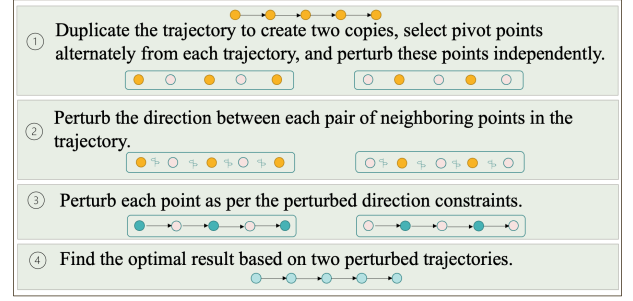 1 Duplicate the trajectory to create two copies, select pivot points
alternately from each trajectory, and perturb these points independently.
2 Perturb the direction between each pair of neighboring points in the
trajectory.
3 Perturb each point as per the perturbed direction constraints.
4 Find the optimal result based on two perturbed trajectories.